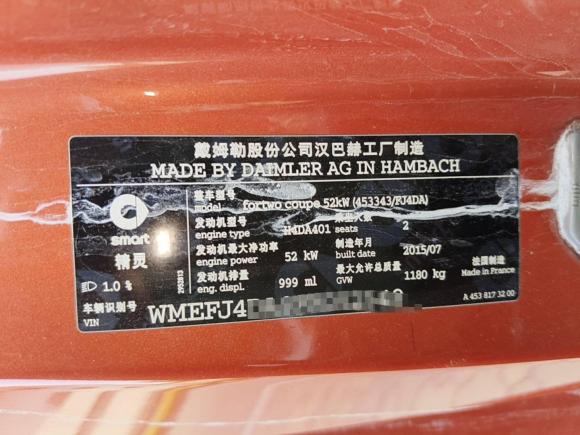 戴姆勒股份公司汉巴赫工厂制造
MADE BY DAIMLER AG IN HAMBACH
整车型号
model
fortwo coupe 52kW (453343/FJ4DA)
发动机型号
engine type
H4DA401
乘坐人数
seats
2
发动机最大净功率
engine power
52 kW
制造年月
built date
2015/07
发动机排量
eng. displ.
999 ml
最大允许总质量
GVW
1180 kg
smart
精灵
1.0 %
法国制造
Made in France
车辆识别号
VIN
WMEFJ4
A 453 817 32 00